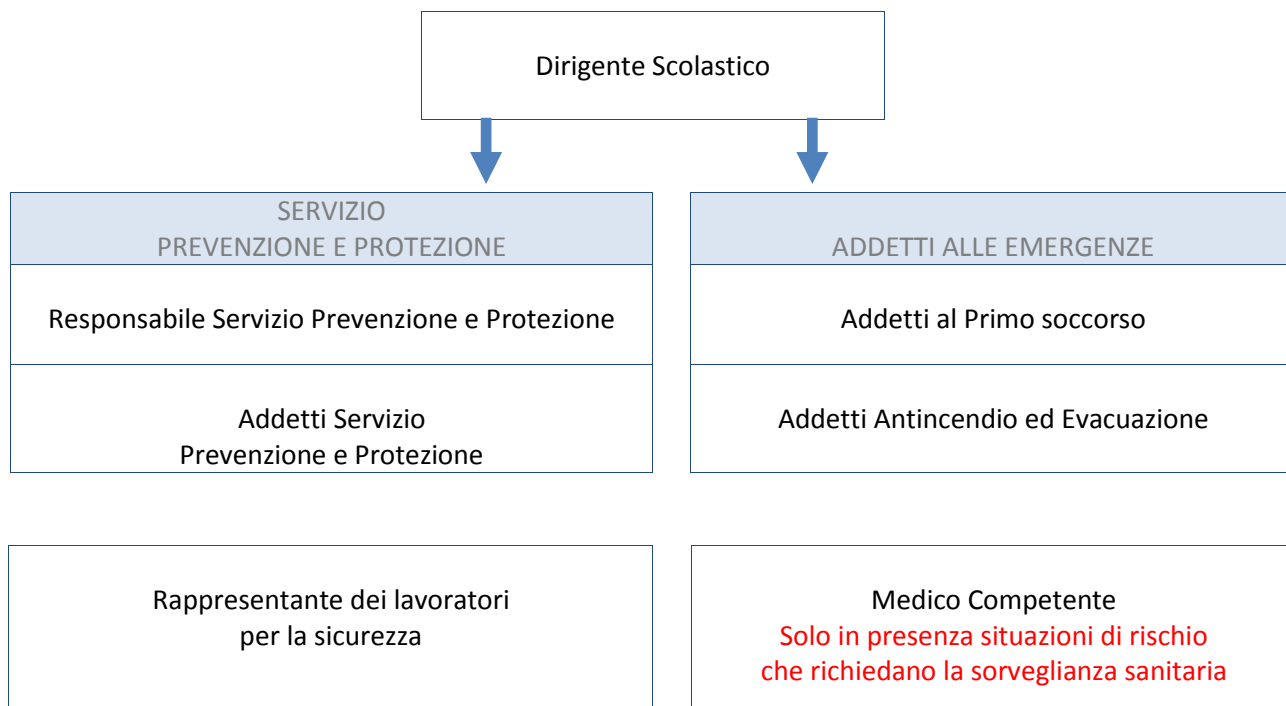 Dirigente Scolastico
SERVIZIO
PREVENZIONE E PROTEZIONE
Responsabile Servizio Prevenzione e Protezione
Addetti Servizio
Prevenzione e Protezione
ADDETTI ALLE EMERGENZE
Addetti al Primo soccorso
Addetti Antincendio ed Evacuazione
Rappresentante dei lavoratori
per la sicurezza
Medico Competente
Solo in presenza situazioni di rischio
che richiedano la sorveglianza sanitaria